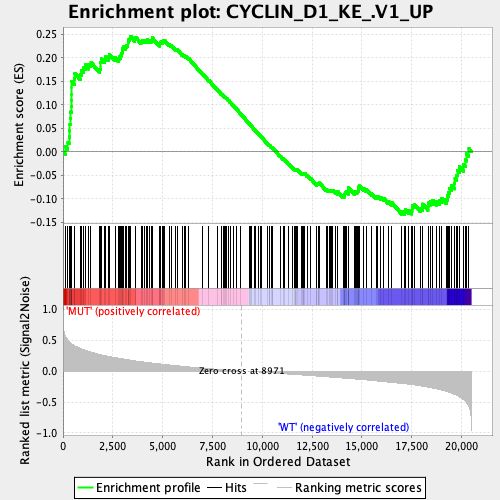 Enrichment plot: CYCLIN_D1_KE_.V1_UP
Enrichment score (ES)
0.25
0.20
0.15
0.10
0.05
0.00
-0.05
-0.10
-0.15
Ranked list metric (Signal2Noise)
1.0
0.5
0.0
-0.5
-1.0
'MUT' (positively correlated)
Zero cross at 8971
'WT' (negatively correlated)
0
2,500
5,000
7,500
10,000
12,500
15,000
17,500
20,000
Rank in Ordered Dataset
Enrichment profile
Hits
Ranking metric scores